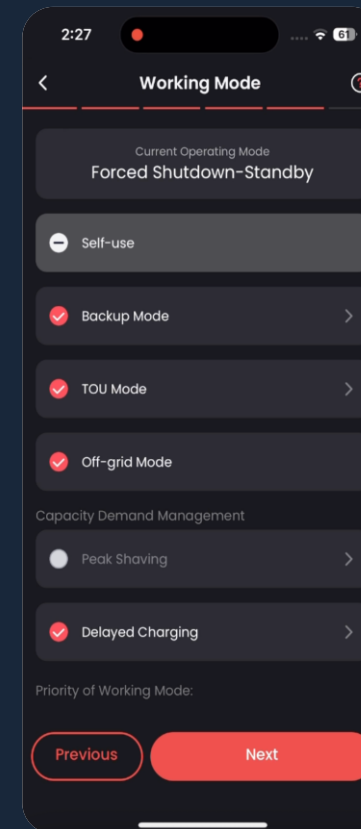 2:27
61
Working Mode
Current Operating Mode
Forced Shutdown-Standby
Self-use
Backup Mode
TOU Mode
Off-grid Mode
Capacity Demand Management
Peak Shaving
Delayed Charging
Priority of Working Mode:
Previous
Next